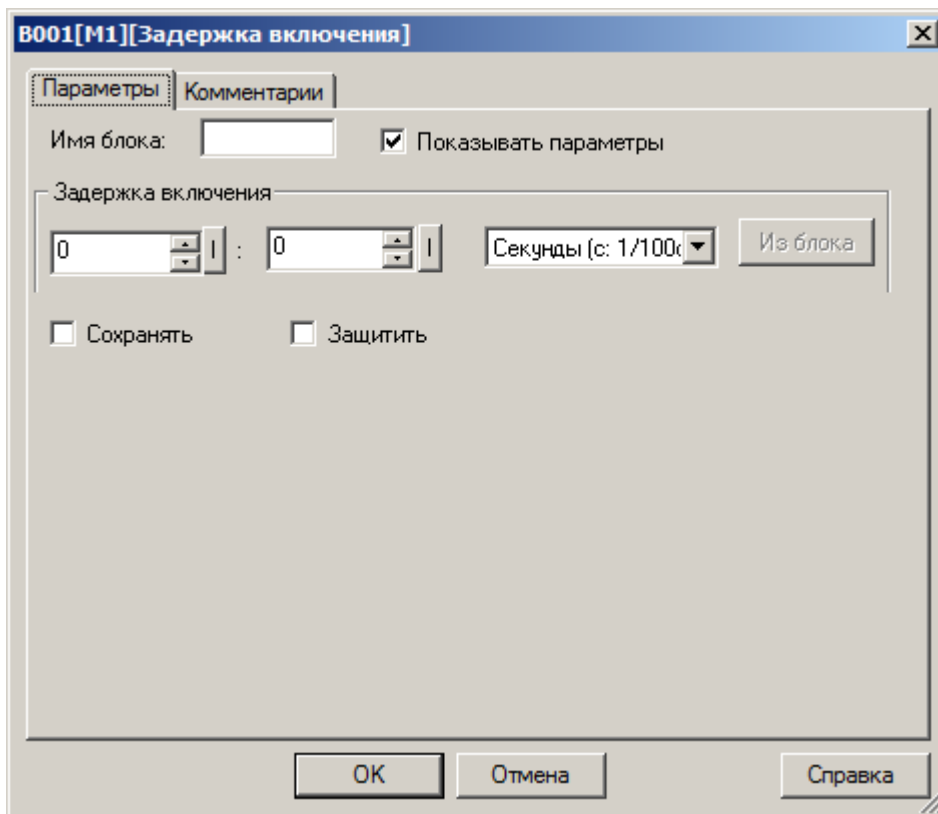 B001[M1][Задержка включения]
Параметры Комментарии
Имя блока: Показывать параметры
Задержка включения
0 : 0 Секунды (с: 1/100с Из блока
Сохранять Защитить
OK Отмена Справка